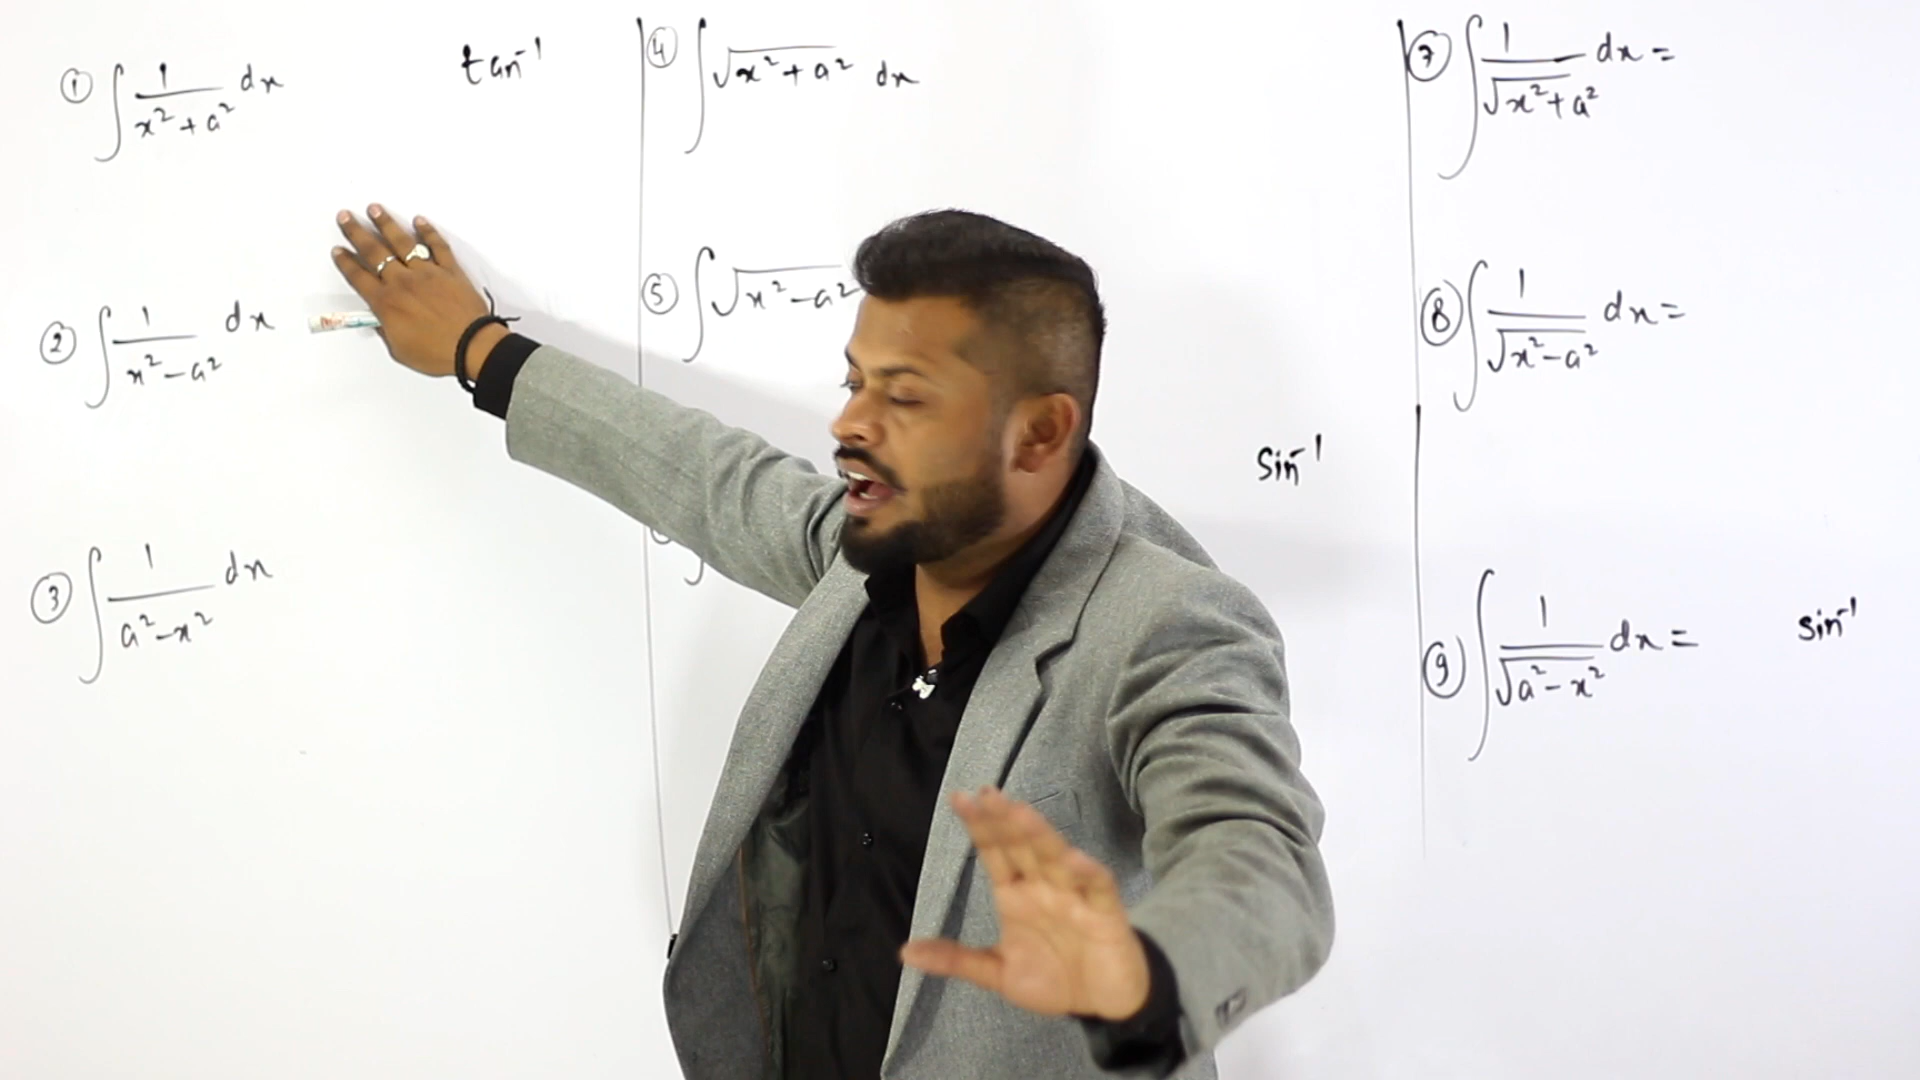 ① ∫ 1/(x² + a²) dx tan⁻¹
② ∫ 1/(x² − a²) dx
③ ∫ 1/(a² − x²) dx
④ ∫ √(x² + a²) dx
⑤ ∫ √(x² − a²)
sin⁻¹
⑦ ∫ 1/√(x² + a²) dx =
⑧ ∫ 1/√(x² − a²) dx =
⑨ ∫ 1/√(a² − x²) dx = sin⁻¹